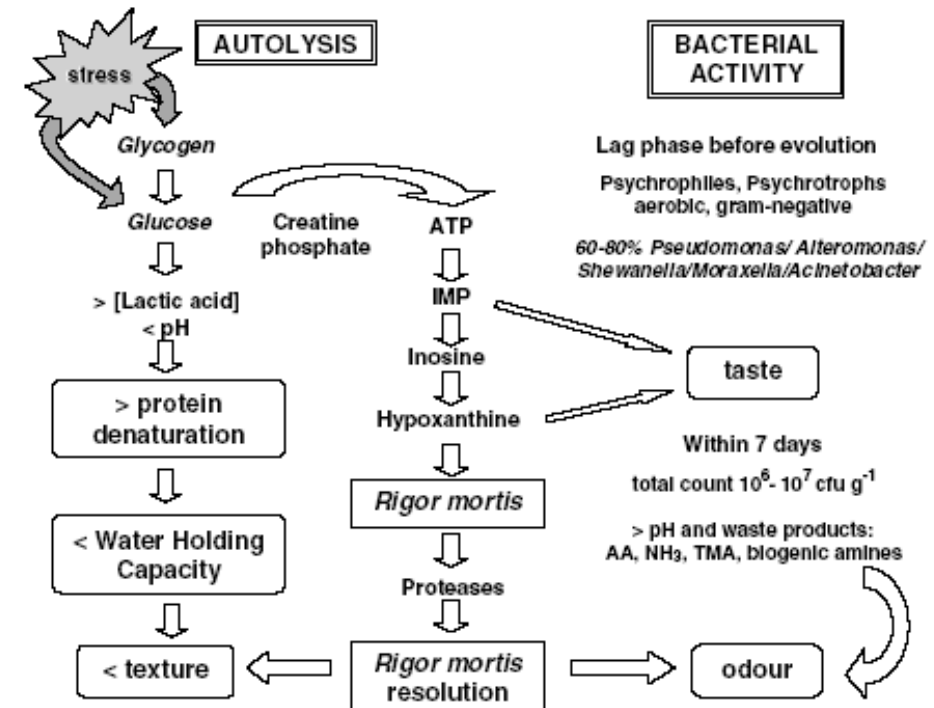 AUTOLYSIS
stress
Glycogen
Glucose
> [Lactic acid]
< pH
> protein
denaturation
< Water Holding
Capacity
< texture
Creatine
phosphate
ATP
IMP
Inosine
Hypoxanthine
Rigor mortis
Proteases
Rigor mortis
resolution
BACTERIAL
ACTIVITY
Lag phase before evolution
Psychrophiles, Psychrotrophs
aerobic, gram-negative
60-80% Pseudomonas/ Alteromonas/
Shewanella/Moraxella/Acinetobacter
taste
Within 7 days
total count 10⁶- 10⁷ cfu g⁻¹
> pH and waste products:
AA, NH₃, TMA, biogenic amines
odour